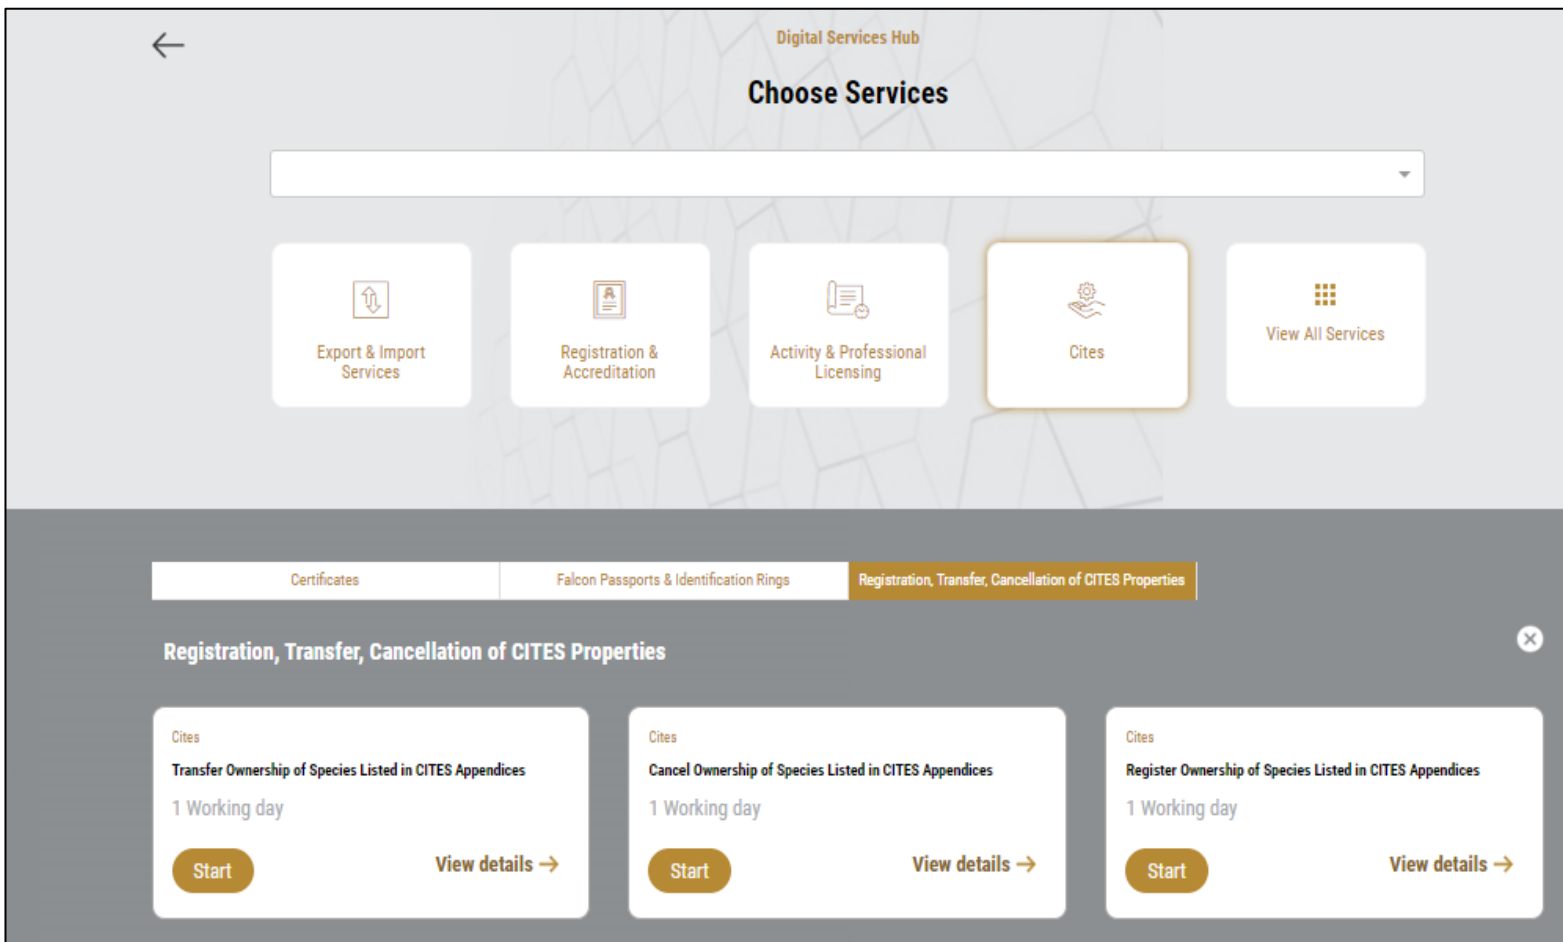 Digital Services Hub
Choose Services
Export & Import
Services
Registration &
Accreditation
Activity & Professional
Licensing
Cites
View All Services
Certificates
Falcon Passports & Identification Rings
Registration, Transfer, Cancellation of CITES Properties
Registration, Transfer, Cancellation of CITES Properties
Cites
Transfer Ownership of Species Listed in CITES Appendices
1 Working day
Start
View details
Cites
Cancel Ownership of Species Listed in CITES Appendices
1 Working day
Start
View details
Cites
Register Ownership of Species Listed in CITES Appendices
1 Working day
Start
View details